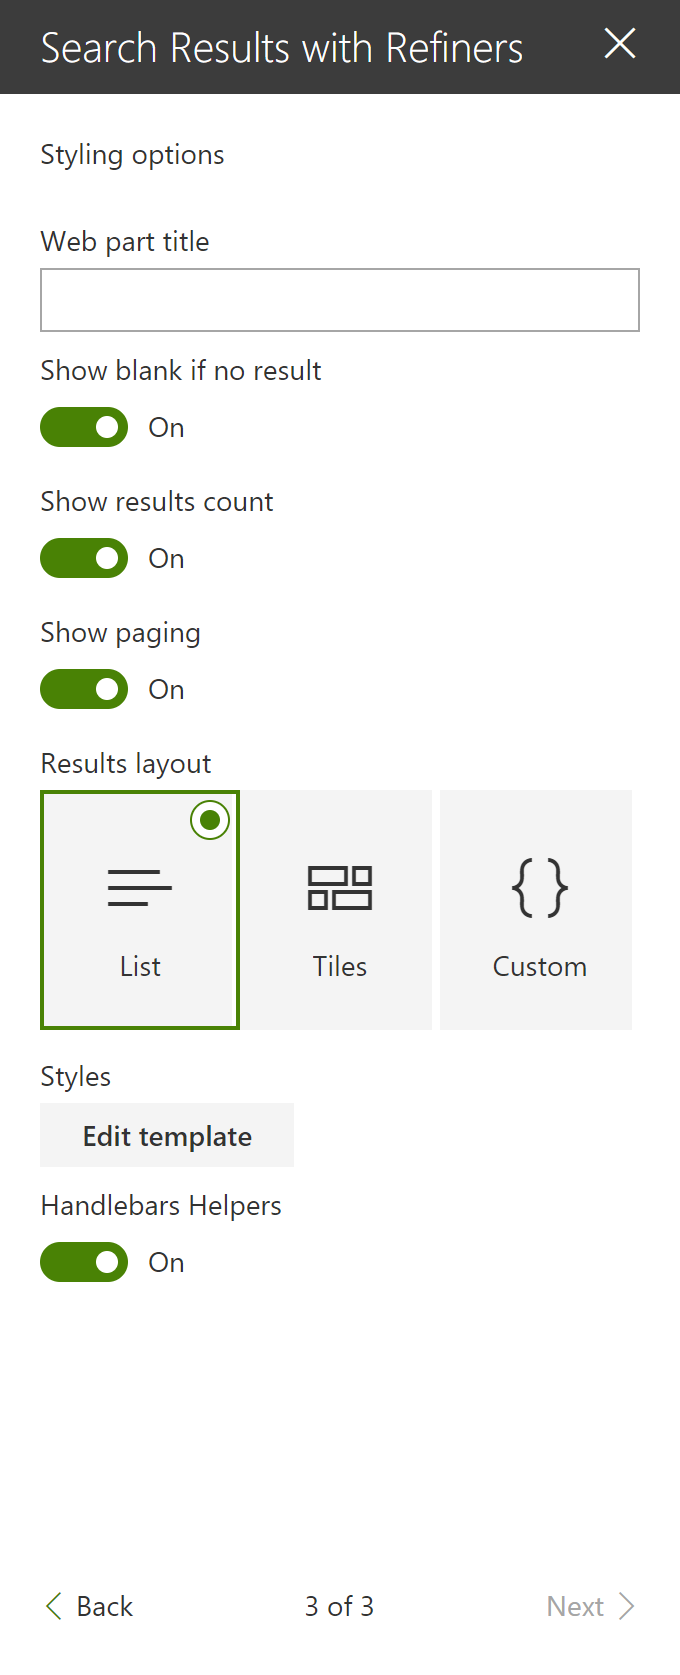 Search Results with Refiners
Styling options
Web part title
Show blank if no result
On
Show results count
On
Show paging
On
Results layout
List
Tiles
Custom
Styles
Edit template
Handlebars Helpers
On
Back
3 of 3
Next